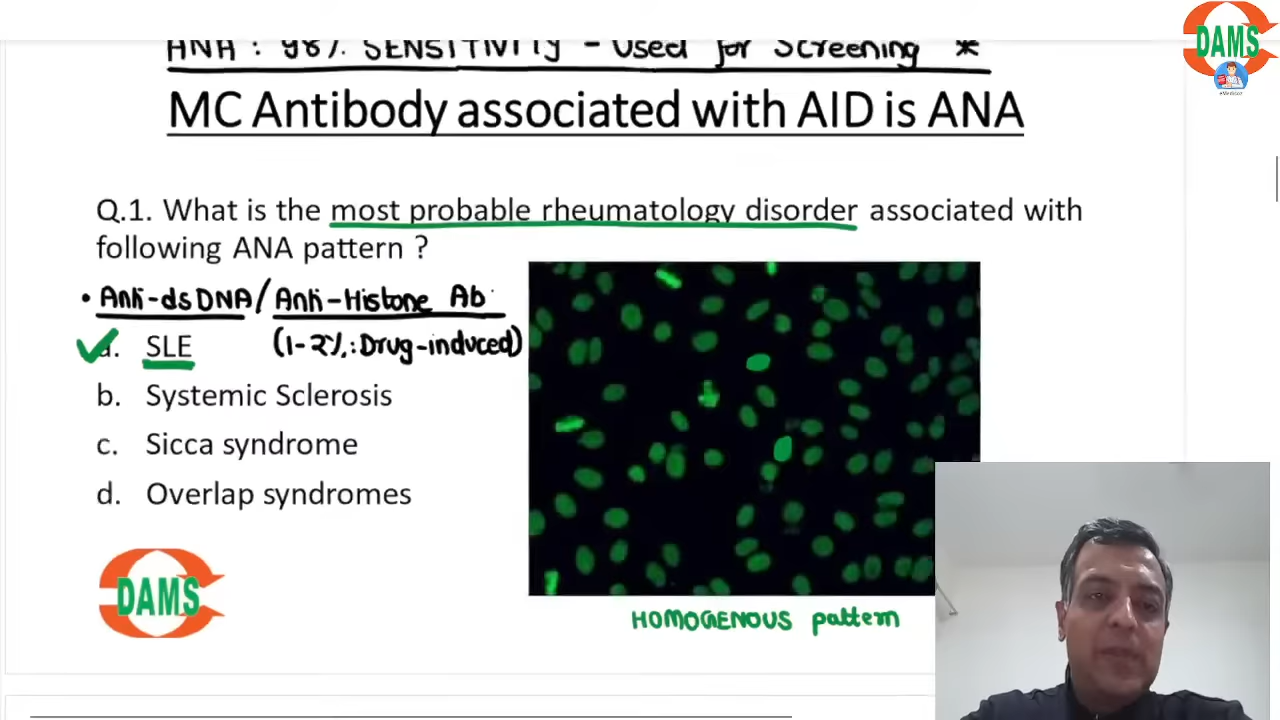 ANA : 98% SENSITIVITY - Used for Screening *
DAMS
eMedicoz
MC Antibody associated with AID is ANA
Q.1. What is the most probable rheumatology disorder associated with
following ANA pattern ?
• Anti-dsDNA / Anti-Histone Ab
a. SLE (1-2%: Drug-induced)
b. Systemic Sclerosis
c. Sicca syndrome
d. Overlap syndromes
DAMS
HOMOGENOUS pattern